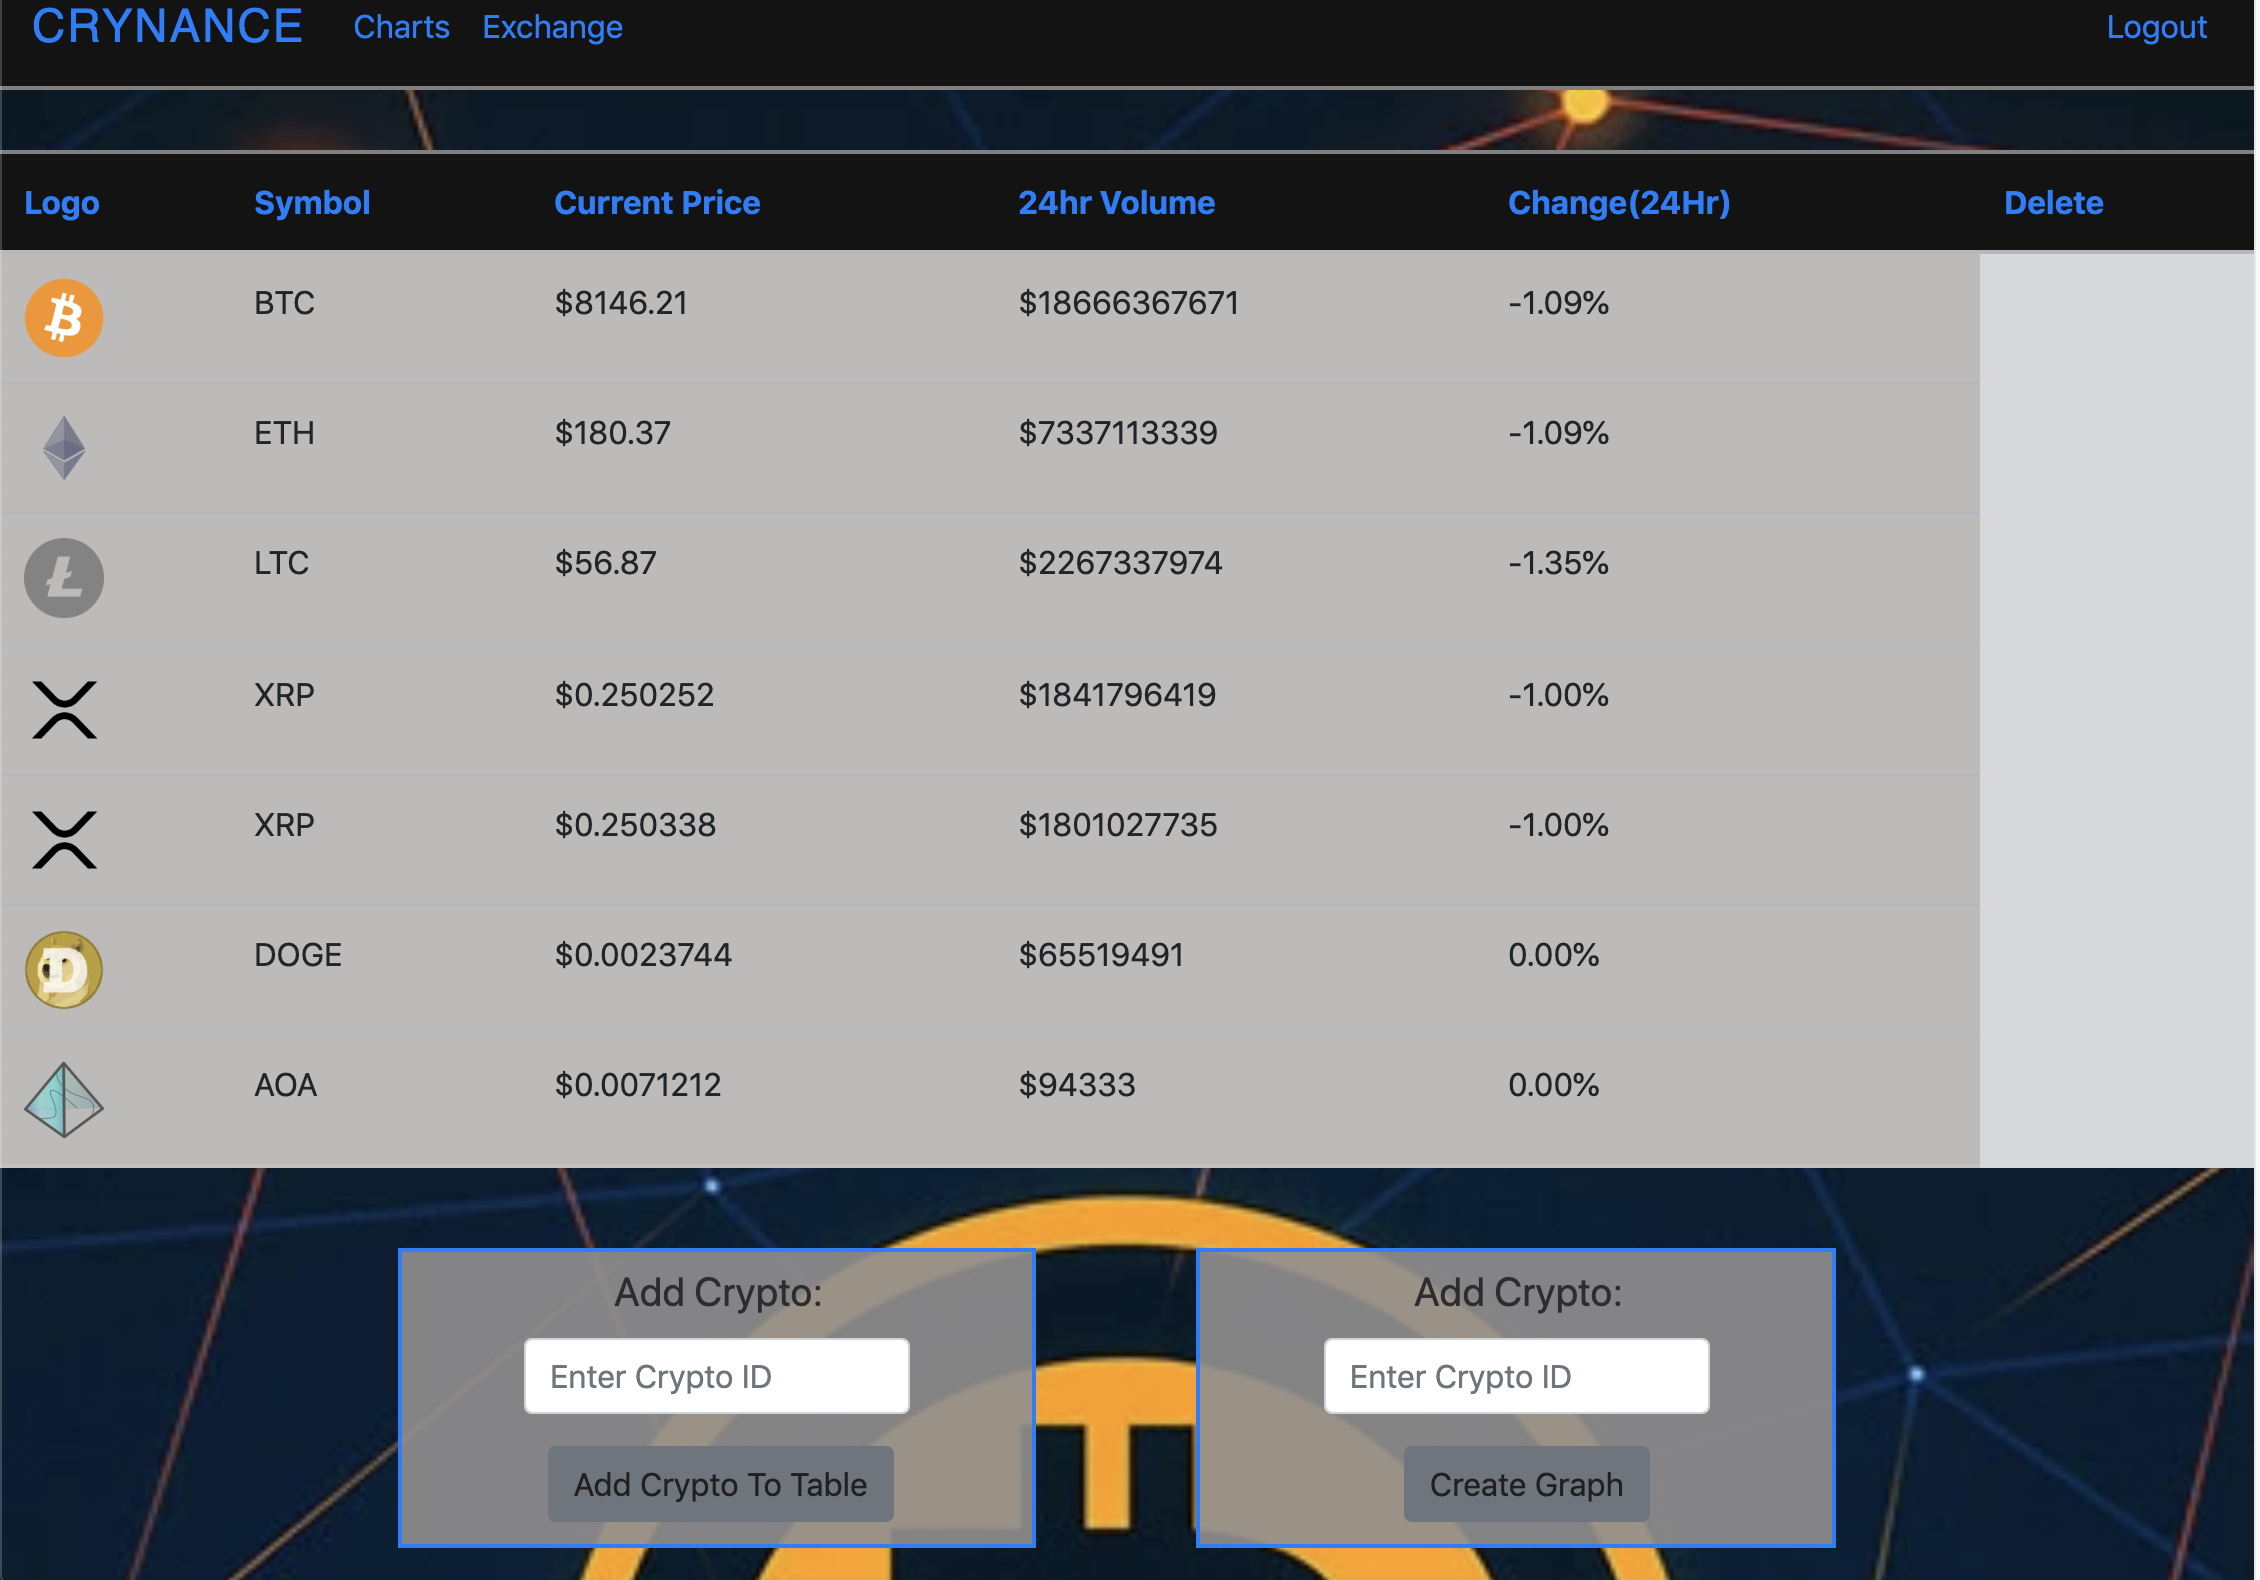 CRYNANCE Charts Exchange Logout
Logo Symbol Current Price 24hr Volume Change(24Hr) Delete
BTC $8146.21 $18666367671 -1.09%
ETH $180.37 $7337113339 -1.09%
LTC $56.87 $2267337974 -1.35%
XRP $0.250252 $1841796419 -1.00%
XRP $0.250338 $1801027735 -1.00%
DOGE $0.0023744 $65519491 0.00%
AOA $0.0071212 $94333 0.00%
Add Crypto: Add Crypto:
Enter Crypto ID Enter Crypto ID
Add Crypto To Table Create Graph